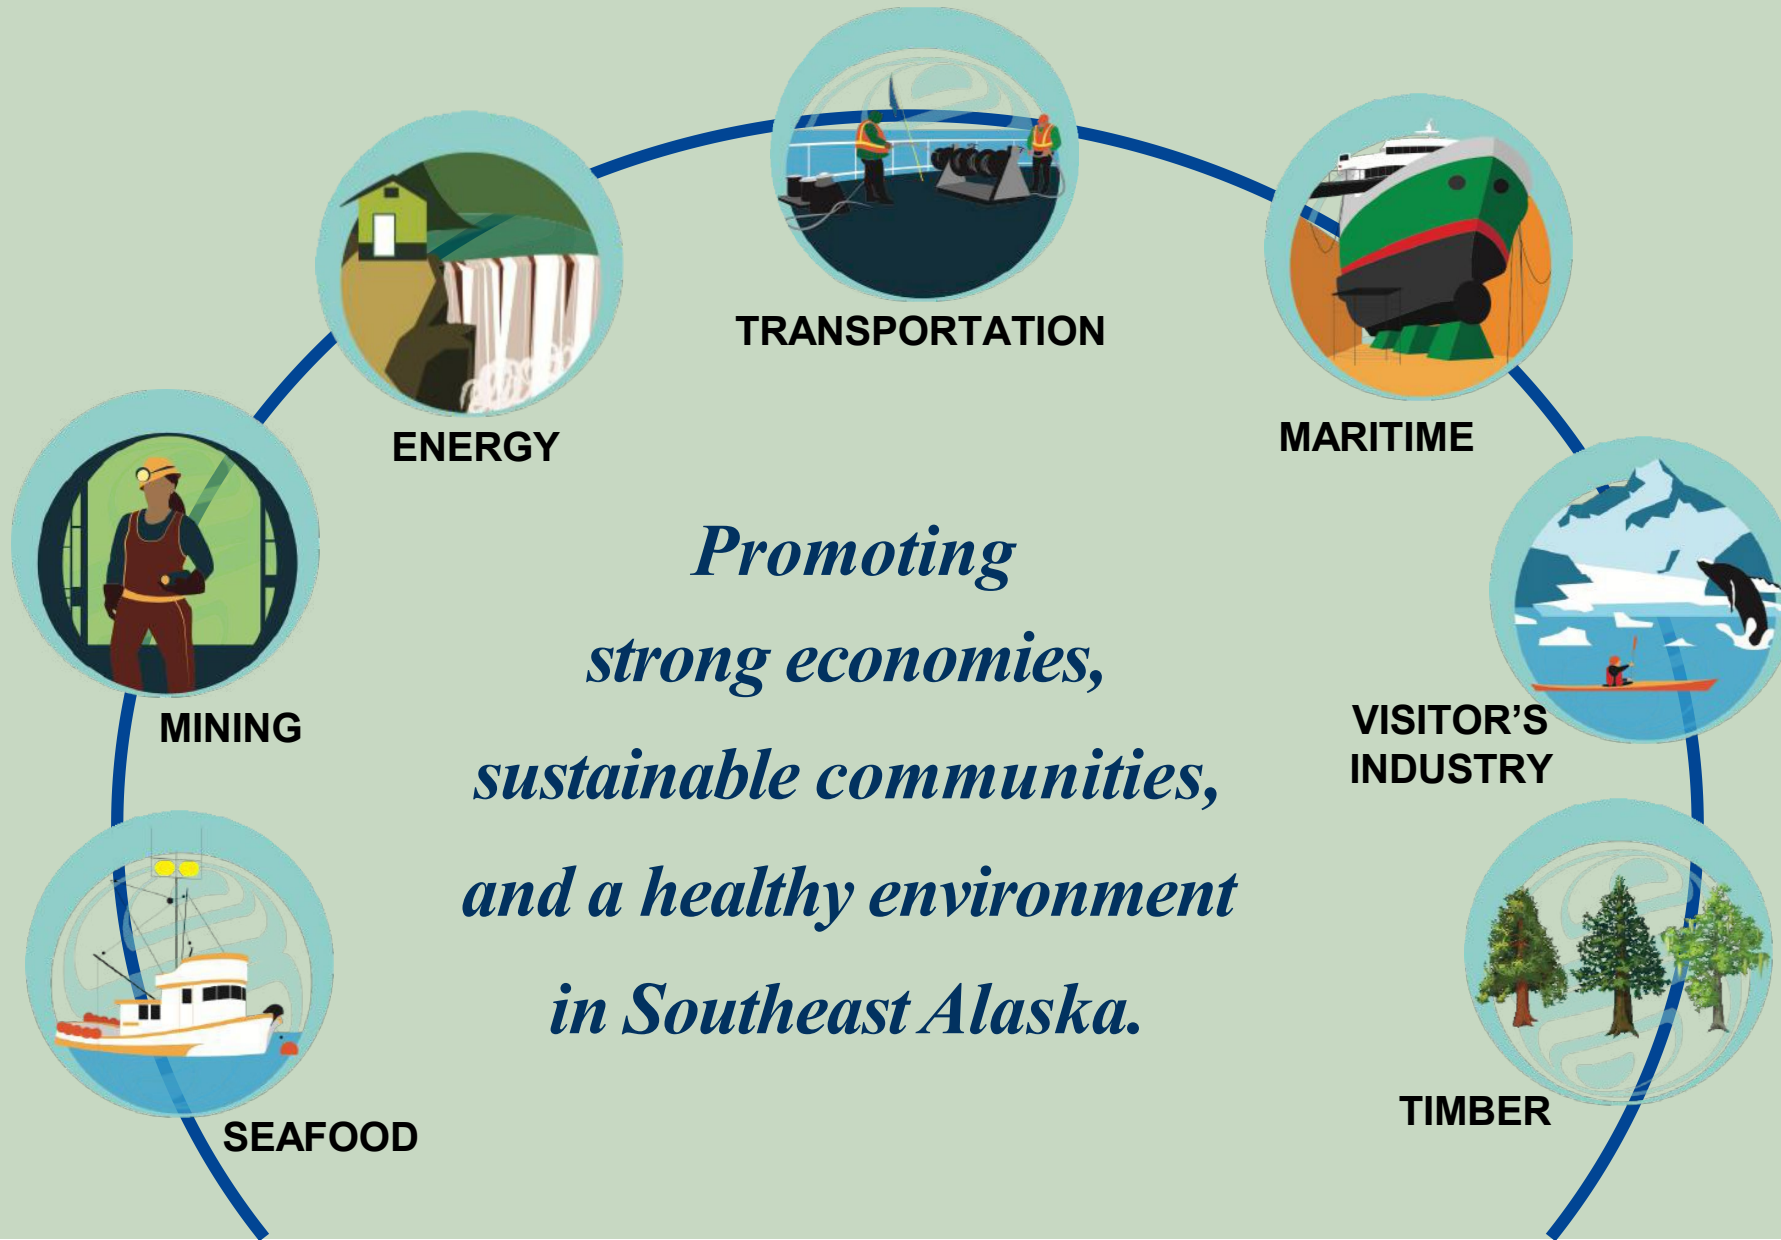 TRANSPORTATION
ENERGY
MARITIME
MINING
VISITOR’S
INDUSTRY
SEAFOOD
TIMBER
Promoting
strong economies,
sustainable communities,
and a healthy environment
in Southeast Alaska.